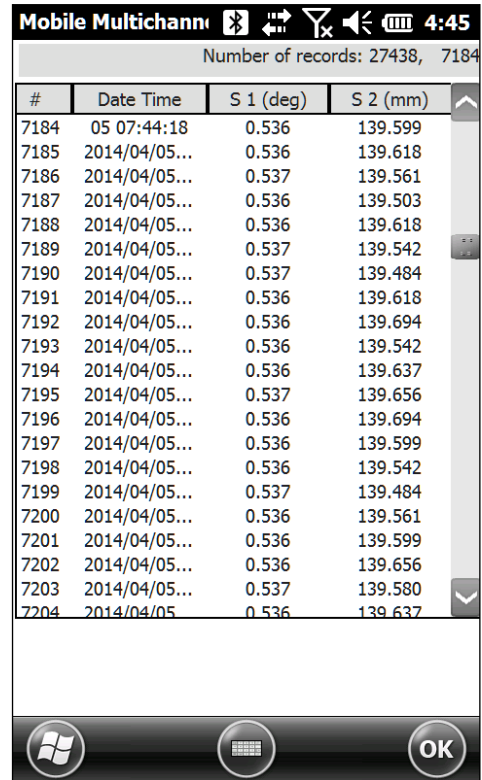 Mobile Multichann 4:45
Number of records: 27438, 7184
# Date Time S 1 (deg) S 2 (mm)
7184 05 07:44:18 0.536 139.599
7185 2014/04/05... 0.536 139.618
7186 2014/04/05... 0.537 139.561
7187 2014/04/05... 0.536 139.503
7188 2014/04/05... 0.536 139.618
7189 2014/04/05... 0.537 139.542
7190 2014/04/05... 0.537 139.484
7191 2014/04/05... 0.536 139.618
7192 2014/04/05... 0.536 139.694
7193 2014/04/05... 0.536 139.542
7194 2014/04/05... 0.536 139.637
7195 2014/04/05... 0.537 139.656
7196 2014/04/05... 0.536 139.694
7197 2014/04/05... 0.536 139.599
7198 2014/04/05... 0.536 139.542
7199 2014/04/05... 0.537 139.484
7200 2014/04/05... 0.536 139.561
7201 2014/04/05... 0.536 139.599
7202 2014/04/05... 0.536 139.656
7203 2014/04/05... 0.537 139.580
7204 2014/04/05 0.536 139.637
OK